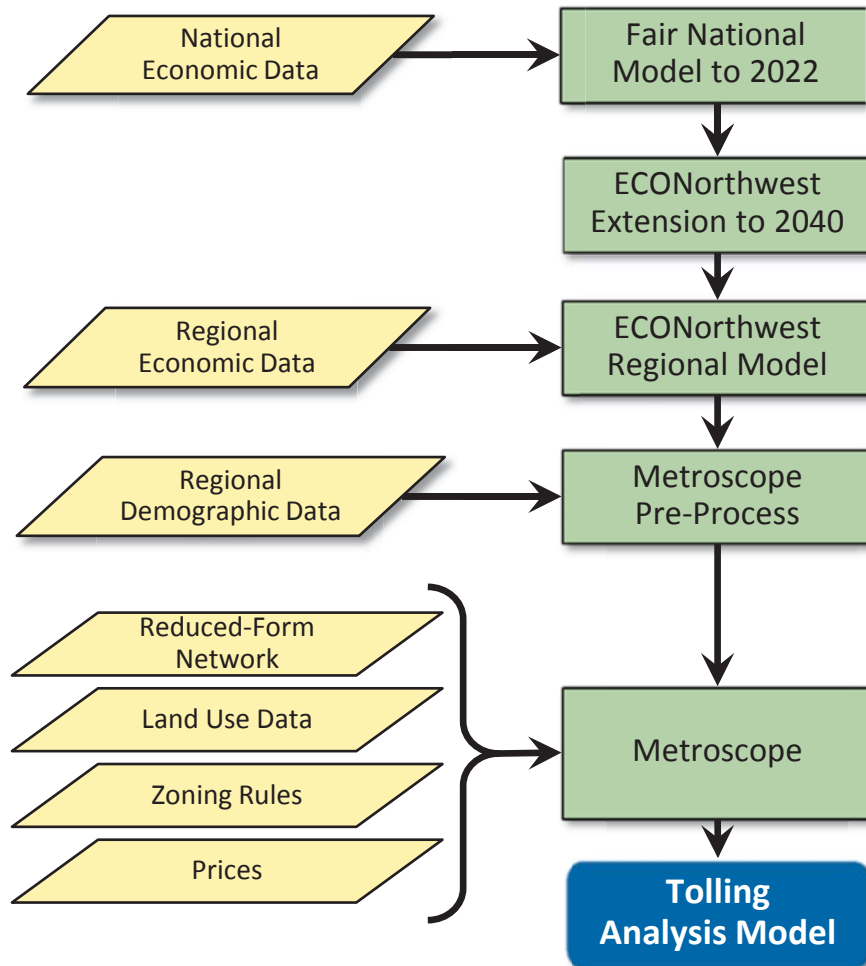 National
Economic Data
Fair National
Model to 2022
ECONorthwest
Extension to 2040
Regional
Economic Data
ECONorthwest
Regional Model
Regional
Demographic Data
Metroscope
Pre-Process
Reduced-Form
Network
Land Use Data
Zoning Rules
Prices
Metroscope
Tolling
Analysis Model